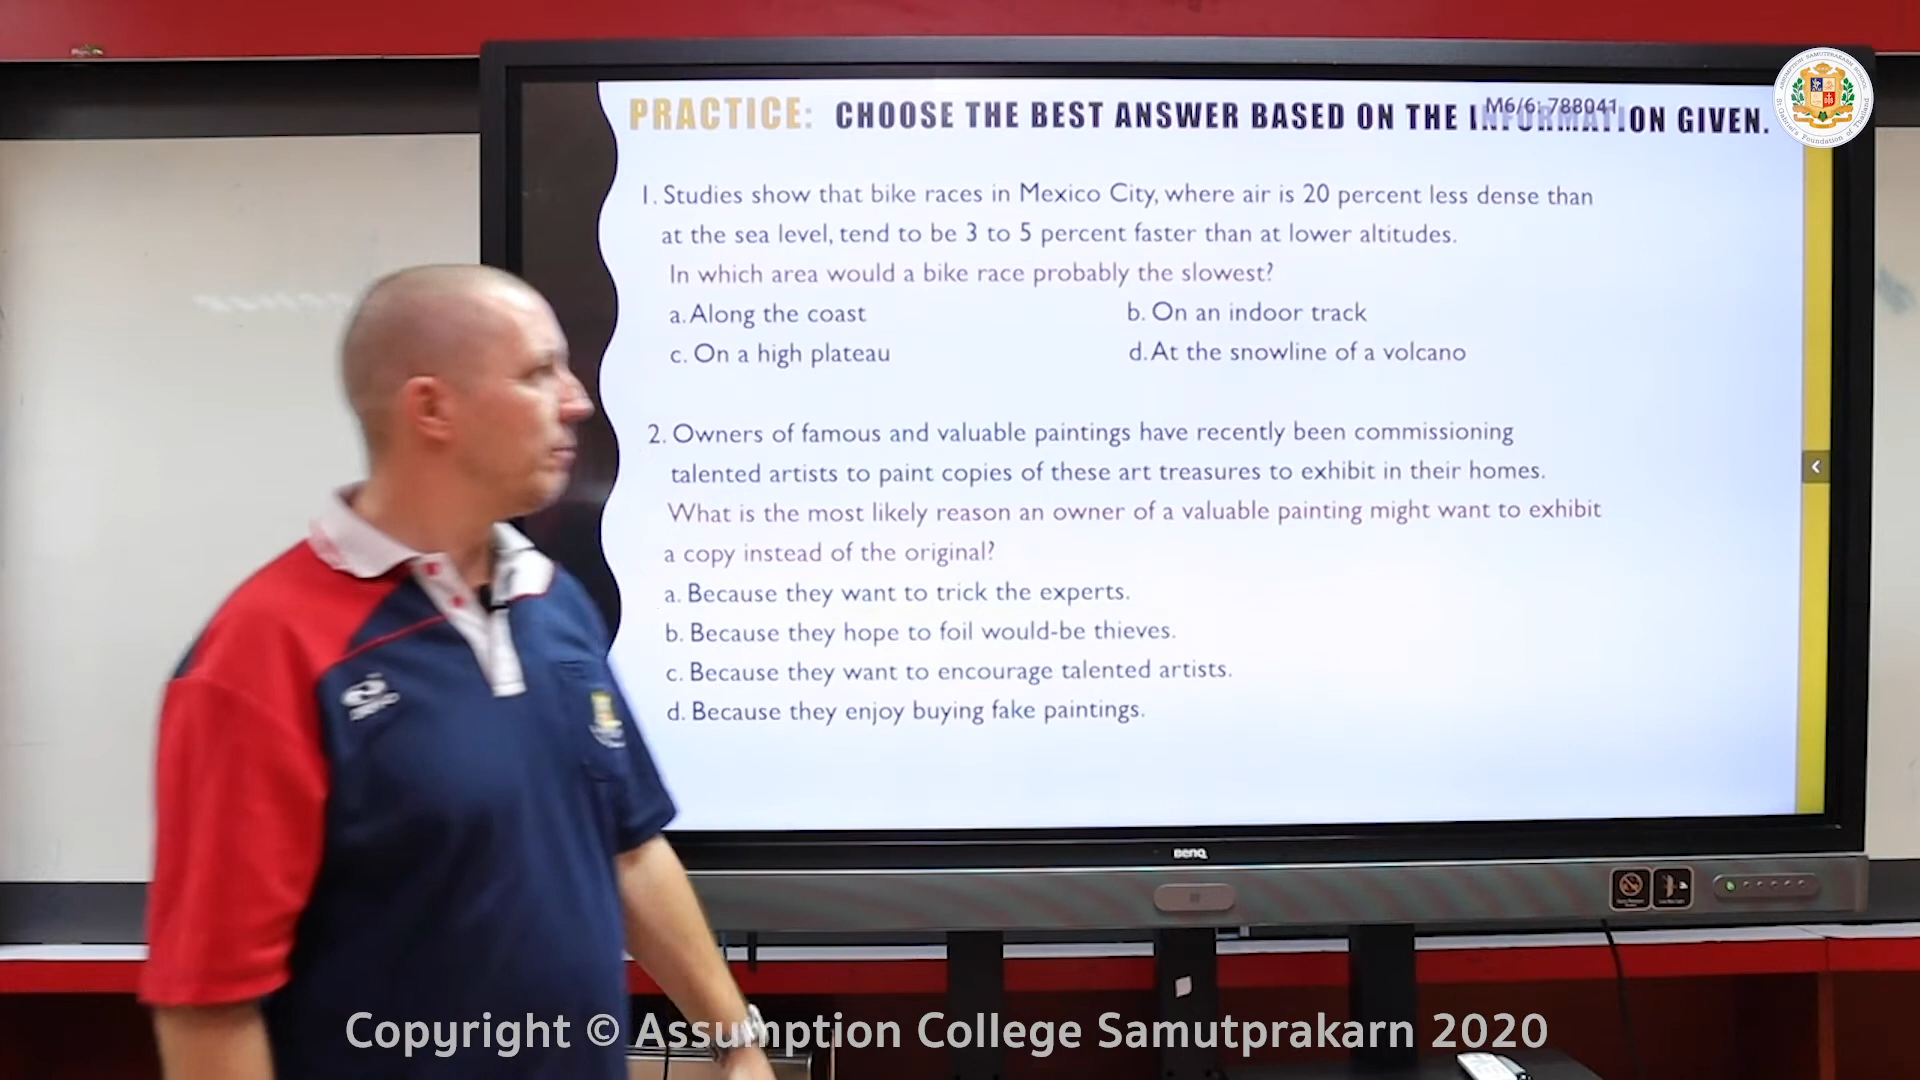 PRACTICE: CHOOSE THE BEST ANSWER BASED ON THE INFORMATION GIVEN.
M6/6: 788041
1. Studies show that bike races in Mexico City, where air is 20 percent less dense than
at the sea level, tend to be 3 to 5 percent faster than at lower altitudes.
In which area would a bike race probably the slowest?
a. Along the coast
b. On an indoor track
c. On a high plateau
d. At the snowline of a volcano
2. Owners of famous and valuable paintings have recently been commissioning
talented artists to paint copies of these art treasures to exhibit in their homes.
What is the most likely reason an owner of a valuable painting might want to exhibit
a copy instead of the original?
a. Because they want to trick the experts.
b. Because they hope to foil would-be thieves.
c. Because they want to encourage talented artists.
d. Because they enjoy buying fake paintings.
BenQ
Copyright © Assumption College Samutprakarn 2020